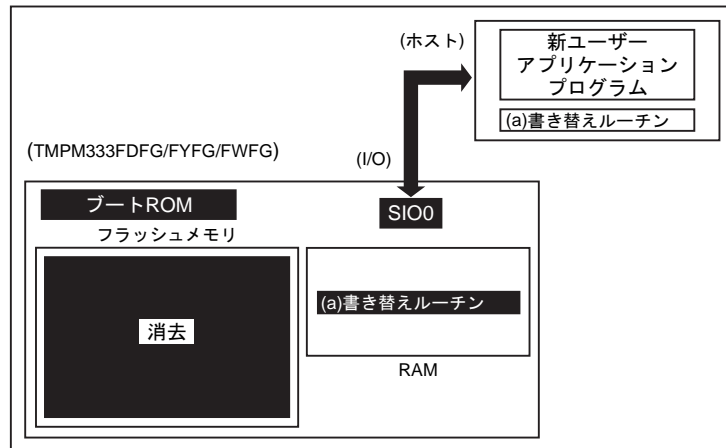 (ホスト)
新ユーザー
アプリケーション
プログラム
(a)書き替えルーチン
(TMPM333FDFG/FYFG/FWFG)
(I/O)
ブートROM
SIO0
フラッシュメモリ
(a)書き替えルーチン
消去
RAM